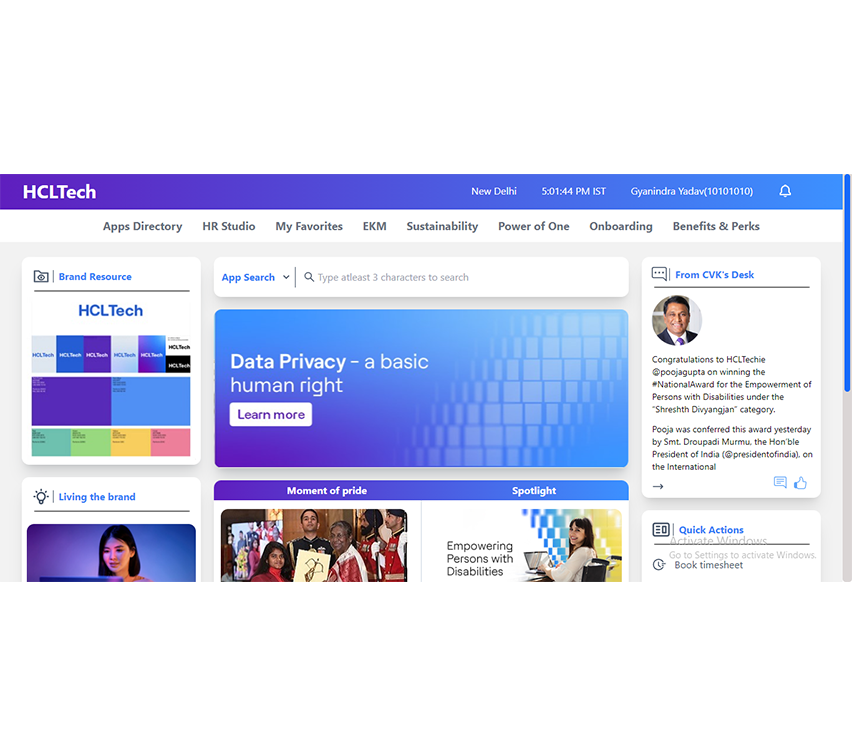 HCLTech
New Delhi
5:01:44 PM IST
Gyanindra Yadav(10101010)
Apps Directory
HR Studio
My Favorites
EKM
Sustainability
Power of One
Onboarding
Benefits & Perks
Brand Resource
HCLTech
HCLTech
HCLTech
HCLTech
HCLTech
HCLTech
HCLTech
HCLTech
HCLTech
Living the brand
App Search
Type atleast 3 characters to search
Data Privacy – a basic
human right
Learn more
Moment of pride
Spotlight
Empowering
Persons with
Disabilities
From CVK's Desk
Congratulations to HCLTechie
@poojagupta on winning the
#NationalAward for the Empowerment of
Persons with Disabilities under the
"Shreshth Divyangjan" category.
Pooja was conferred this award yesterday
by Smt. Droupadi Murmu, the Hon'ble
President of India (@presidentofindia), on
the International
Quick Actions
Activate Windows
Go to Settings to activate Windows.
Book timesheet